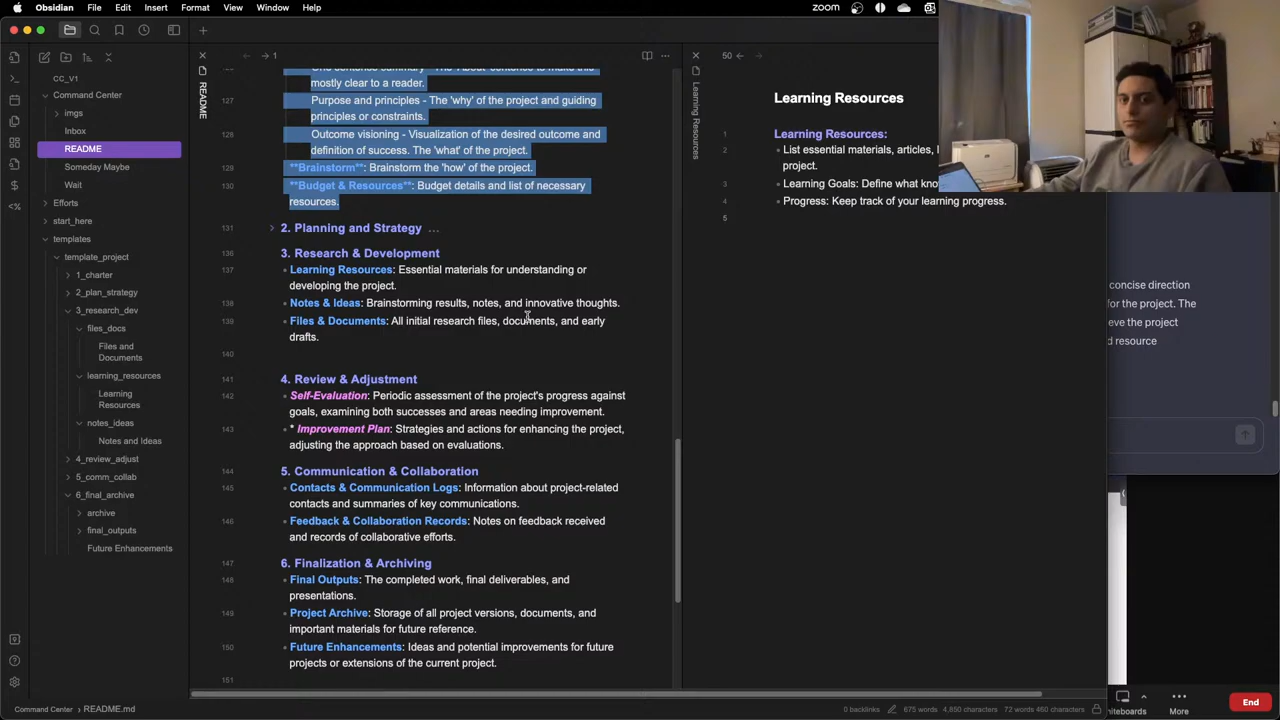 Obsidian File Edit Insert Format View Window Help
zoom
CC_V1
Command Center
imgs
Inbox
README
Someday Maybe
Wait
Efforts
start_here
templates
template_project
1_charter
2_plan_strategy
3_research_dev
files_docs
Files and
Documents
learning_resources
Learning
Resources
notes_ideas
Notes and Ideas
4_review_adjust
5_comm_collab
6_final_archive
archive
final_outputs
Future Enhancements
Command Center > README.md
1
README
mostly clear to a reader.
127 Purpose and principles - The 'why' of the project and guiding
principles or constraints.
128 Outcome visioning - Visualization of the desired outcome and
definition of success. The 'what' of the project.
129 **Brainstorm**: Brainstorm the 'how' of the project.
130 **Budget & Resources**: Budget details and list of necessary
resources.
131 2. Planning and Strategy ...
136 3. Research & Development
137 Learning Resources: Essential materials for understanding or
developing the project.
138 Notes & Ideas: Brainstorming results, notes, and innovative thoughts.
139 Files & Documents: All initial research files, documents, and early
drafts.
140
141 4. Review & Adjustment
142 Self-Evaluation: Periodic assessment of the project's progress against
goals, examining both successes and areas needing improvement.
143 * Improvement Plan: Strategies and actions for enhancing the project,
adjusting the approach based on evaluations.
144 5. Communication & Collaboration
145 Contacts & Communication Logs: Information about project-related
contacts and summaries of key communications.
146 Feedback & Collaboration Records: Notes on feedback received
and records of collaborative efforts.
147 6. Finalization & Archiving
148 Final Outputs: The completed work, final deliverables, and
presentations.
149 Project Archive: Storage of all project versions, documents, and
important materials for future reference.
150 Future Enhancements: Ideas and potential improvements for future
projects or extensions of the current project.
151
50
Learning Resources
Learning Resources
1 Learning Resources:
2 List essential materials, articles,
project.
3 Learning Goals: Define what kno
4 Progress: Keep track of your learning progress.
5
concise direction
for the project. The
eve the project
d resource
0 backlinks 675 words 4,850 characters 72 words 460 characters
hiteboards
More
End